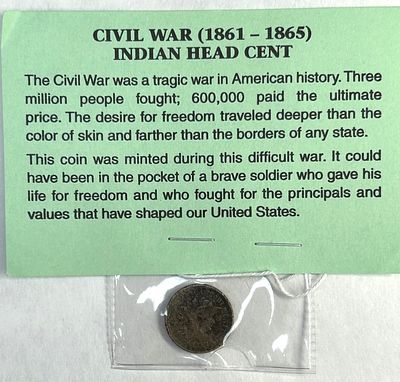 CIVIL WAR (1861 – 1865)
INDIAN HEAD CENT
The Civil War was a tragic war in American history. Three
million people fought; 600,000 paid the ultimate
price. The desire for freedom traveled deeper than the
color of skin and farther than the borders of any state.
This coin was minted during this difficult war. It could
have been in the pocket of a brave soldier who gave his
life for freedom and who fought for the principals and
values that have shaped our United States.